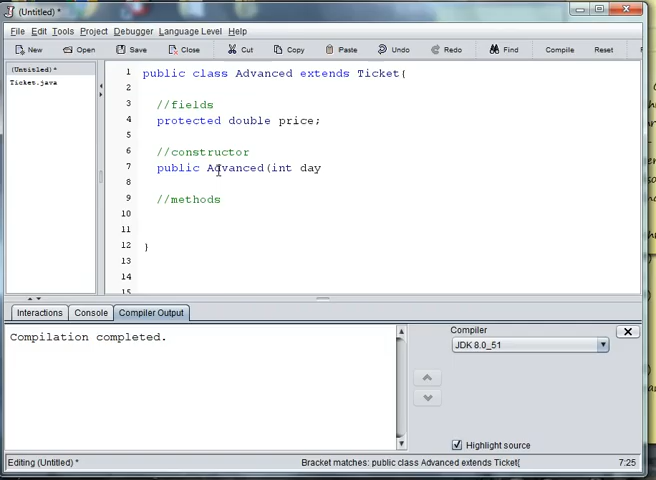 (Untitled) *
File Edit Tools Project Debugger Language Level Help
New Open Save Close Cut Copy Paste Undo Redo Find Compile Reset
(Untitled) *
Ticket.java
1 public class Advanced extends Ticket{
2
3 //fields
4 protected double price;
5
6 //constructor
7 public Advanced(int day
8
9 //methods
10
11
12 }
13
14
15
Interactions Console Compiler Output
Compilation completed.
Compiler
JDK 8.0_51
Highlight source
Editing (Untitled) * Bracket matches: public class Advanced extends Ticket{ 7:25